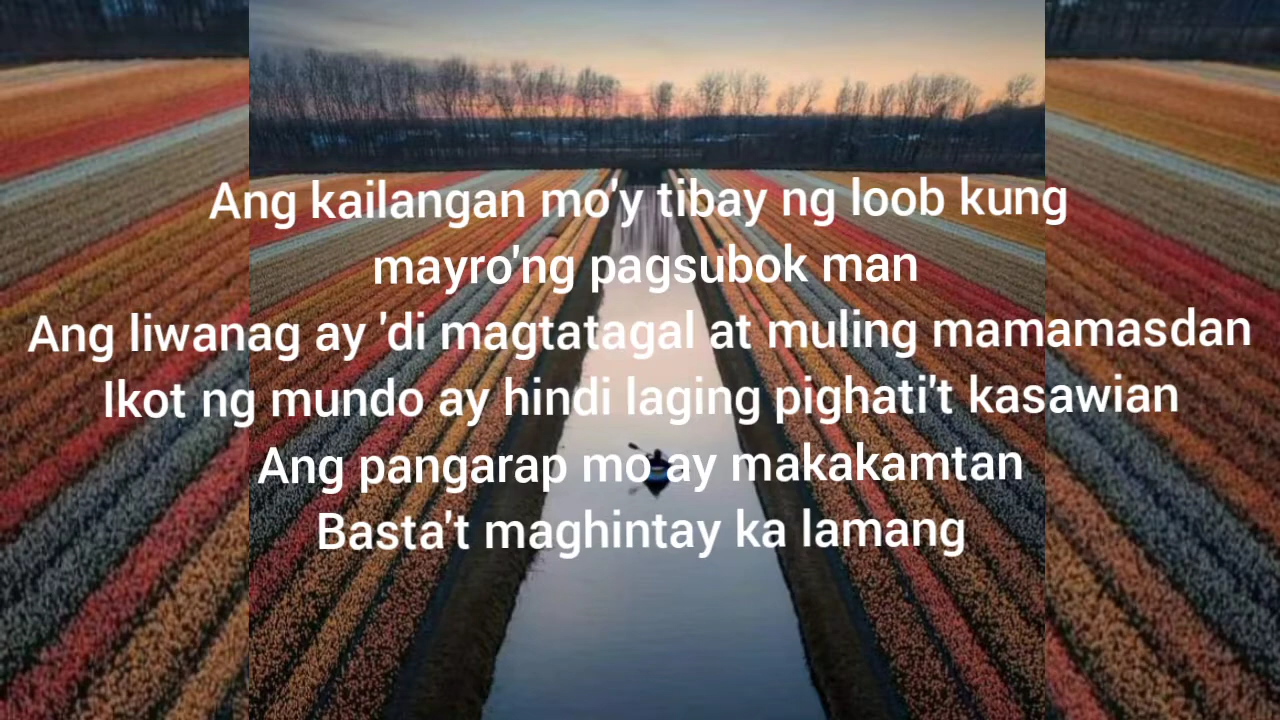 Ang kailangan mo'y tibay ng loob kung
mayro'ng pagsubok man
Ang liwanag ay 'di magtatagal at muling mamamasdan
Ikot ng mundo ay hindi laging pighati't kasawian
Ang pangarap mo ay makakamtan
Basta't maghintay ka lamang